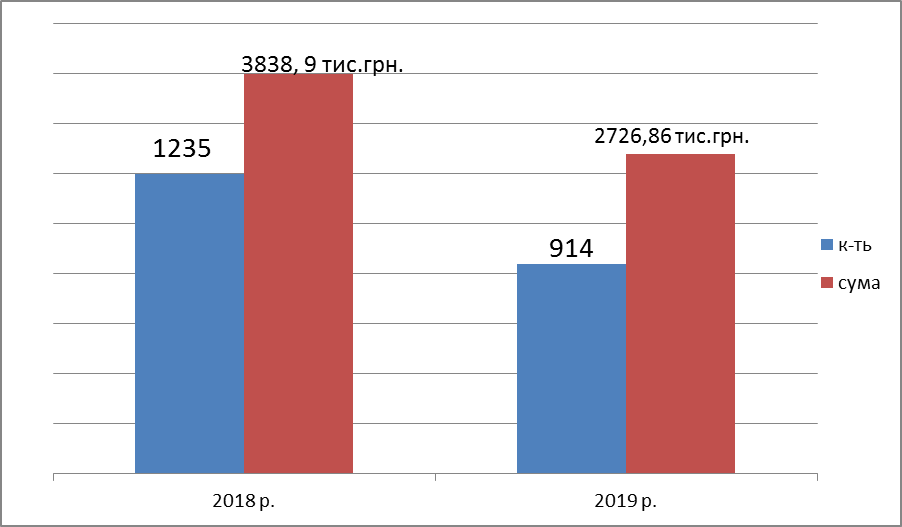 3838, 9 тис.грн.
1235
2726,86 тис.грн.
914
к-ть
сума
2018 р.
2019 р.